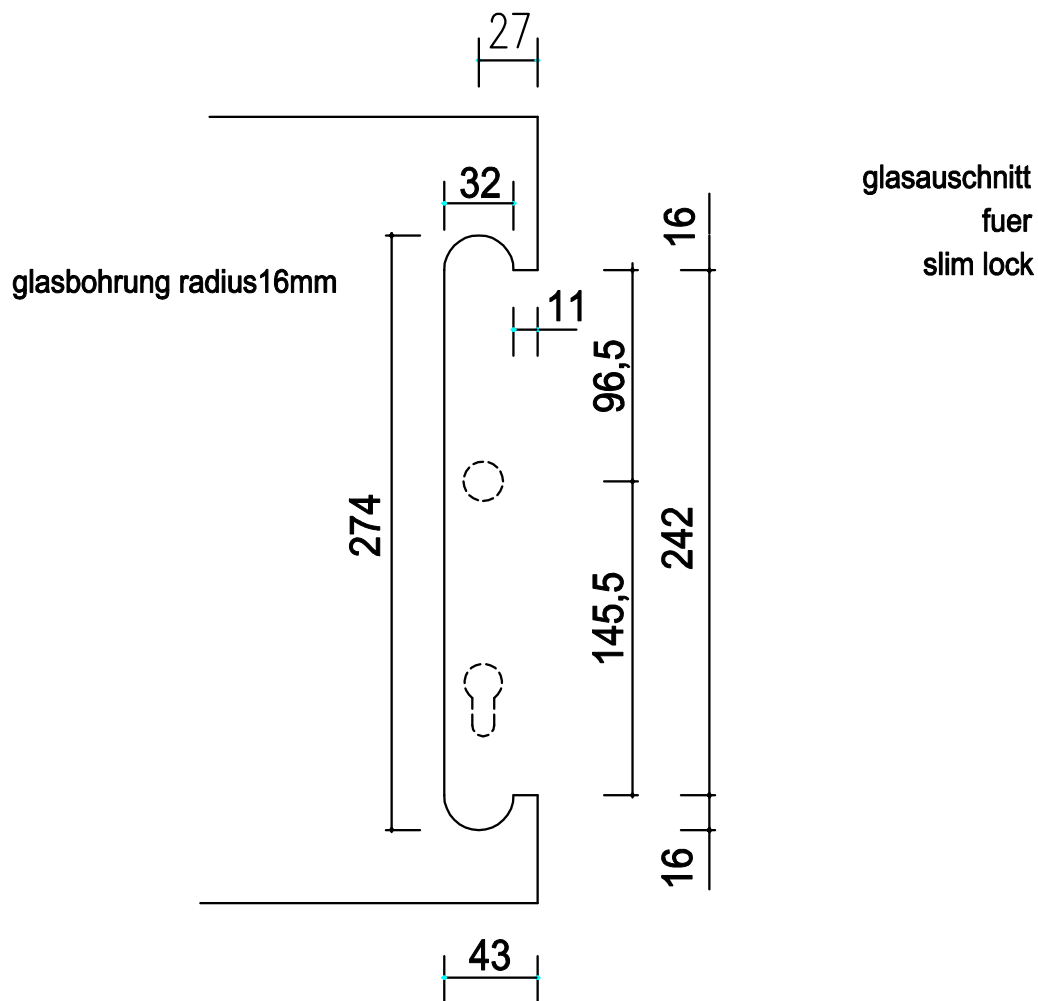 27
32
glasauschnitt
fuer
slim lock
16
glasbohrung radius16mm
11
96,5
274
242
145,5
16
43